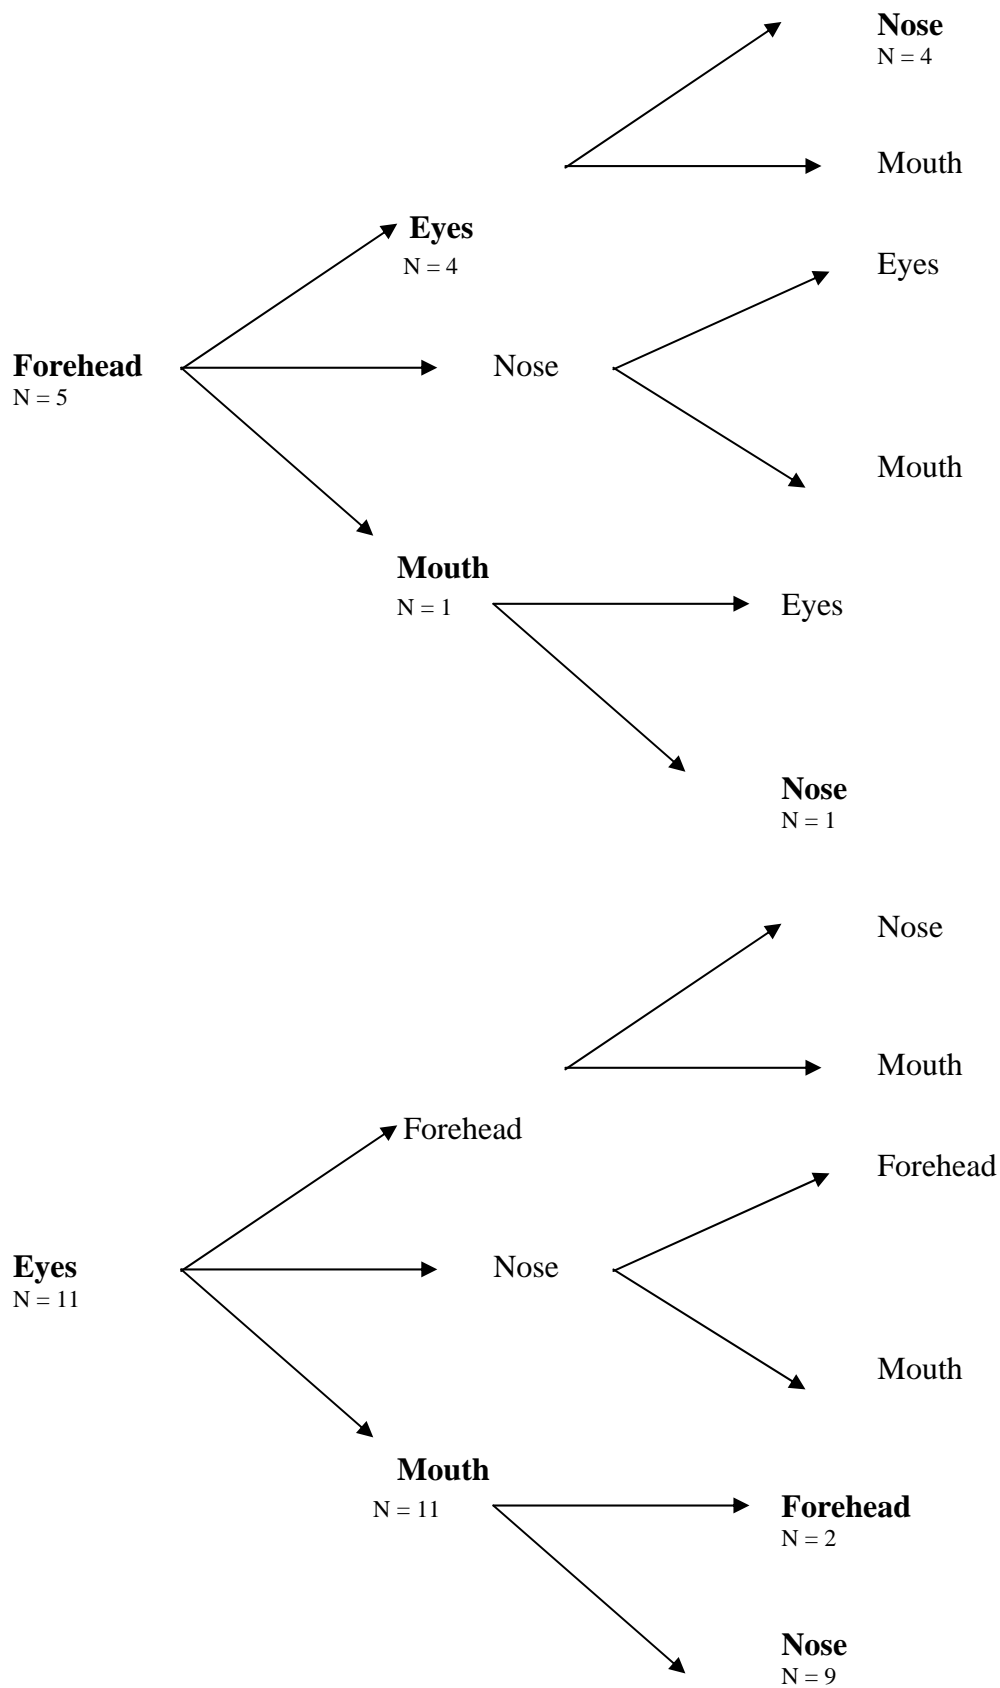 Nose
N = 4
Mouth
Eyes
N = 4
Eyes
Forehead
N = 5
Nose
Mouth
Mouth
N = 1
Eyes
Nose
N = 1
Nose
Mouth
Forehead
Forehead
Eyes
N = 11
Nose
Mouth
Mouth
N = 11
Forehead
N = 2
Nose
N = 9